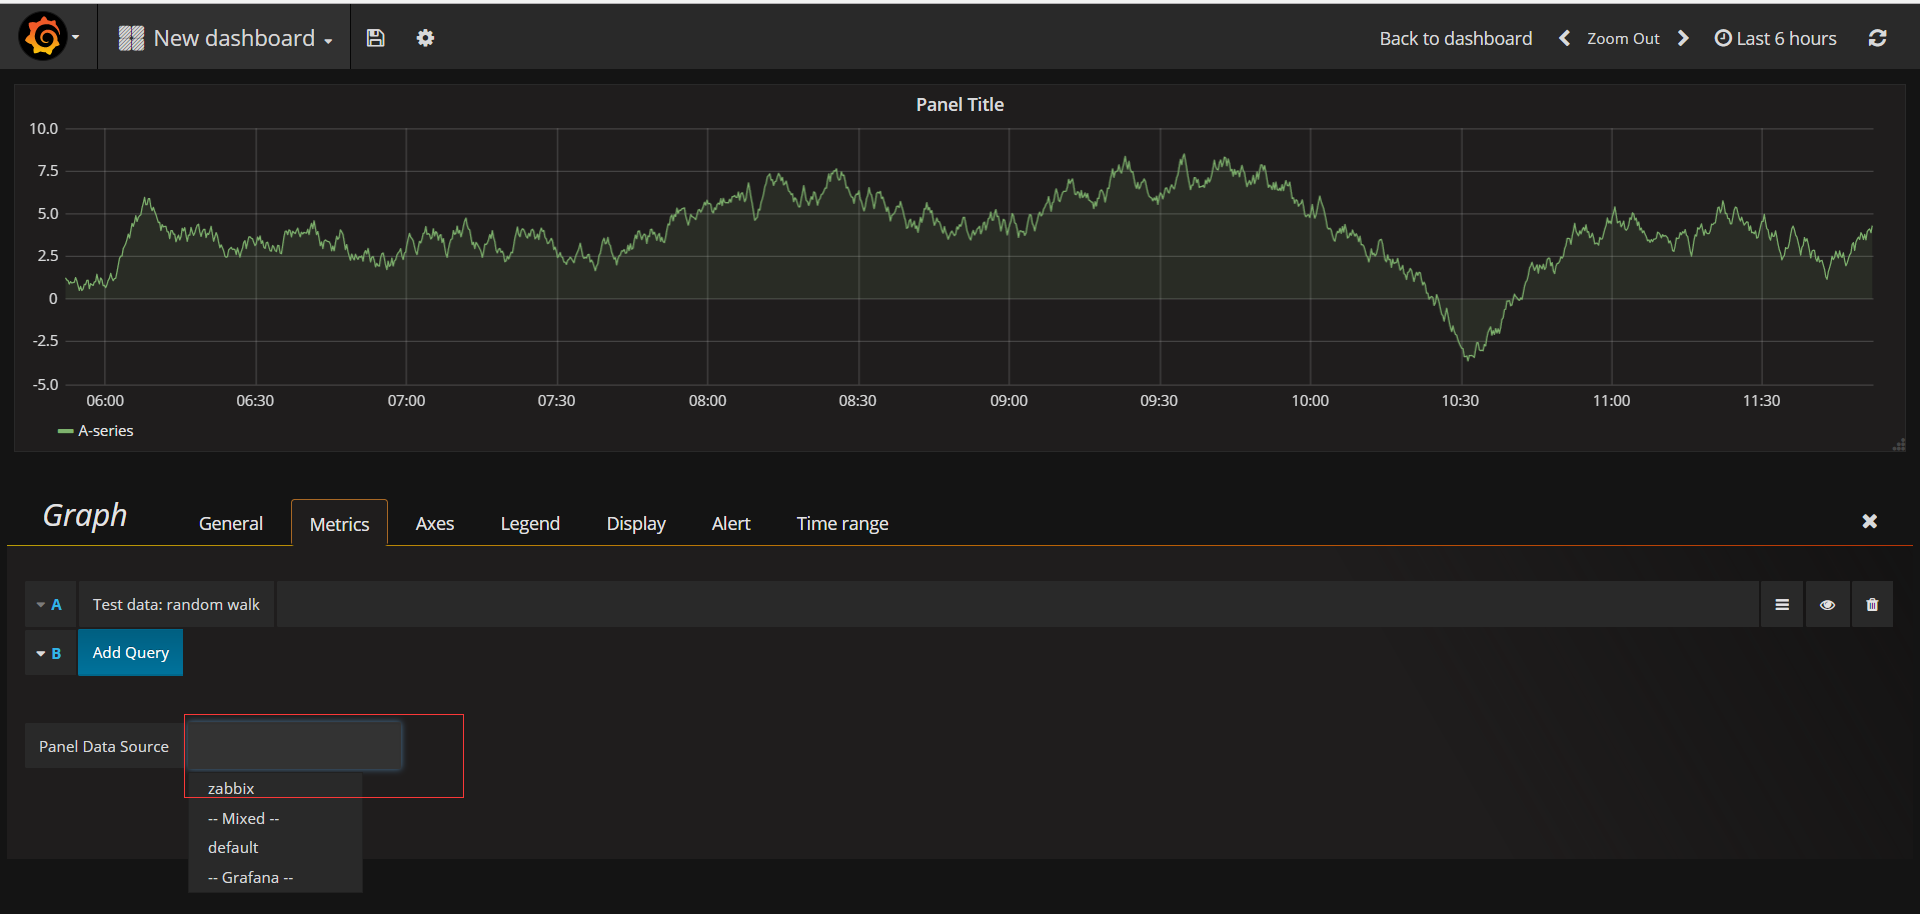 New dashboard
Back to dashboard Zoom Out Last 6 hours
Panel Title
10.0
7.5
5.0
2.5
0
-2.5
-5.0
06:00 06:30 07:00 07:30 08:00 08:30 09:00 09:30 10:00 10:30 11:00 11:30
A-series
Graph General Metrics Axes Legend Display Alert Time range
A Test data: random walk
B Add Query
Panel Data Source
zabbix
-- Mixed --
default
-- Grafana --